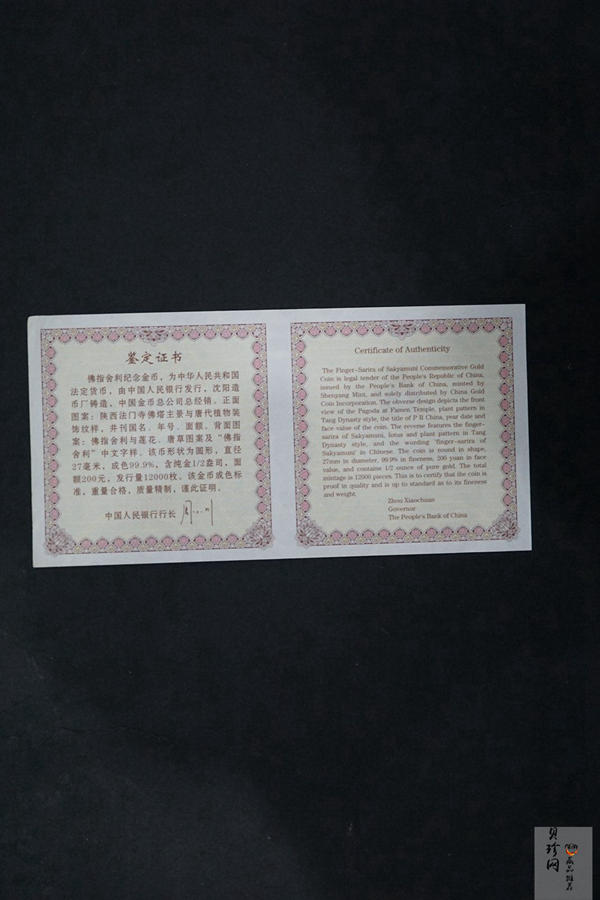 鉴定证书
佛指舍利纪念金币，为中华人民共和国
法定货币，由中国人民银行发行，沈阳造
币厂铸造，中国金币总公司总经销。正面
图案：陕西法门寺佛塔主景与唐代植物装
饰纹样，并刊国名、年号、面额。背面图
案：佛指舍利与莲花、唐草图案及“佛指
舍利”中文字样。该币形状为圆形，直径
27毫米，成色99.9%，含纯金1/2盎司，面
额200元，发行量12000枚。该金币成色标
准，重量合格，质量精制，谨此证明。
中国人民银行行长
Certificate of Authenticity
The Finger-Sarira of Sakyamuni Commemorative Gold
Coin is legal tender of the People's Republic of China,
issued by the People's Bank of China, minted by
Shenyang Mint, and solely distributed by China Gold
Coin Incorporation. The obverse design depicts the front
view of the Pagoda at Famen Temple, plant pattern in
Tang Dynasty style, the title of P R China, year date and
face value of the coin. The reverse features the finger-
sarira of Sakyamuni, lotus and plant pattern in Tang
Dynasty style, and the wording 'finger-sarira of
Sakyamuni' in Chinese. The coin is round in shape,
27mm in diameter, 99.9% in fineness, 200 yuan in face
value, and contains 1/2 ounce of pure gold. The total
mintage is 12000 pieces. This is to certify that the coin is
proof in quality and is up to standard as to its fineness
and weight.
Zhou Xiaochuan
Governor
The People's Bank of China
贝珍网
藏品推荐